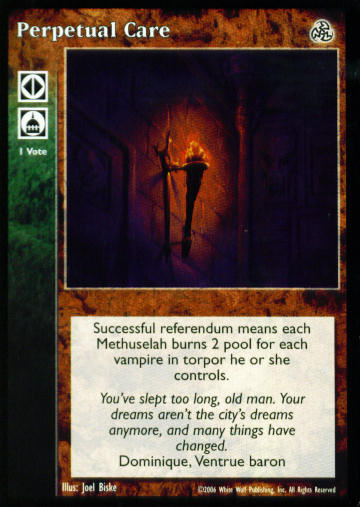 Perpetual Care
1 Vote
Successful referendum means each
Methuselah burns 2 pool for each
vampire in torpor he or she
controls.
You've slept too long, old man. Your
dreams aren't the city's dreams
anymore, and many things have
changed.
Dominique, Ventrue baron
Illus: Joel Biske
©2006 White Wolf Publishing, Inc. All Rights Reserved